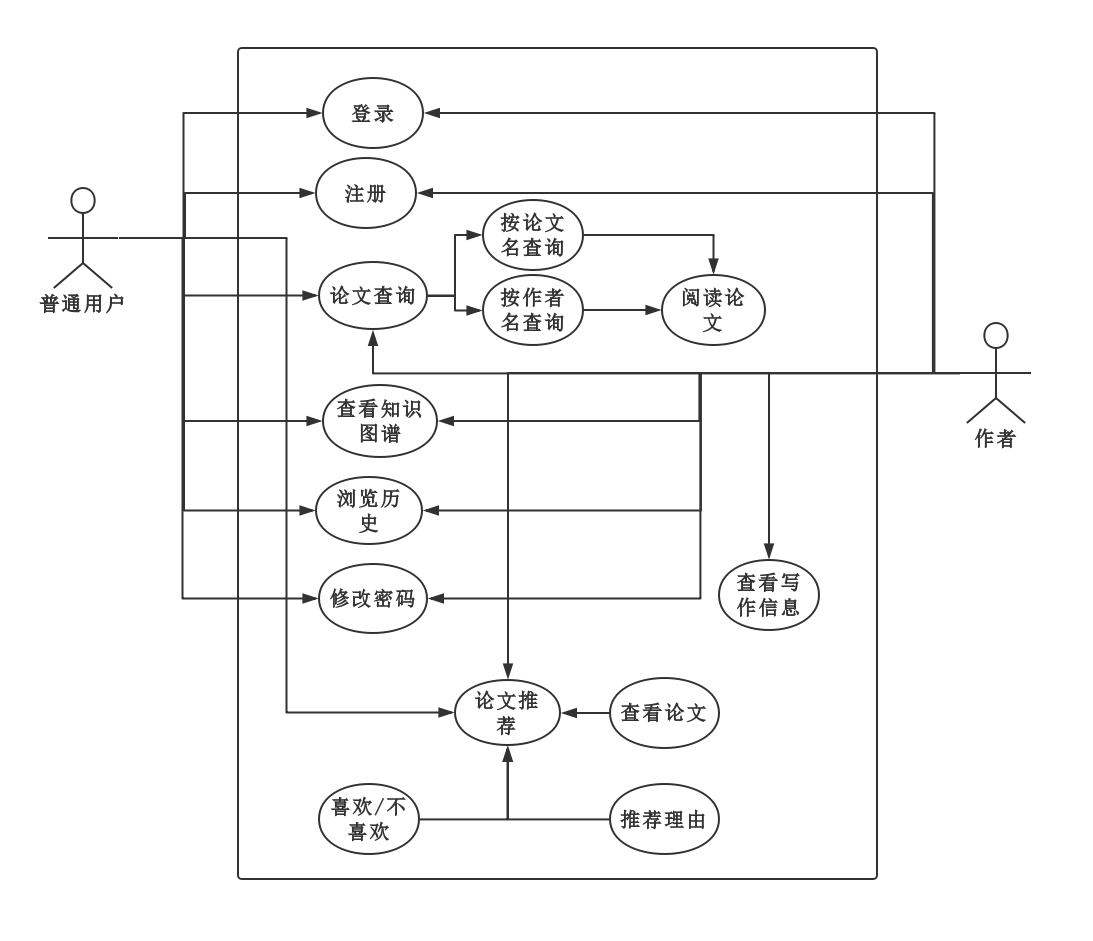 登录
注册
按论文
名查询
普通用户
论文查询
按作者
名查询
阅读论
文
查看知识
图谱
作者
浏览历
史
修改密码
查看写
作信息
论文推
荐
查看论文
喜欢/不
喜欢
推荐理由